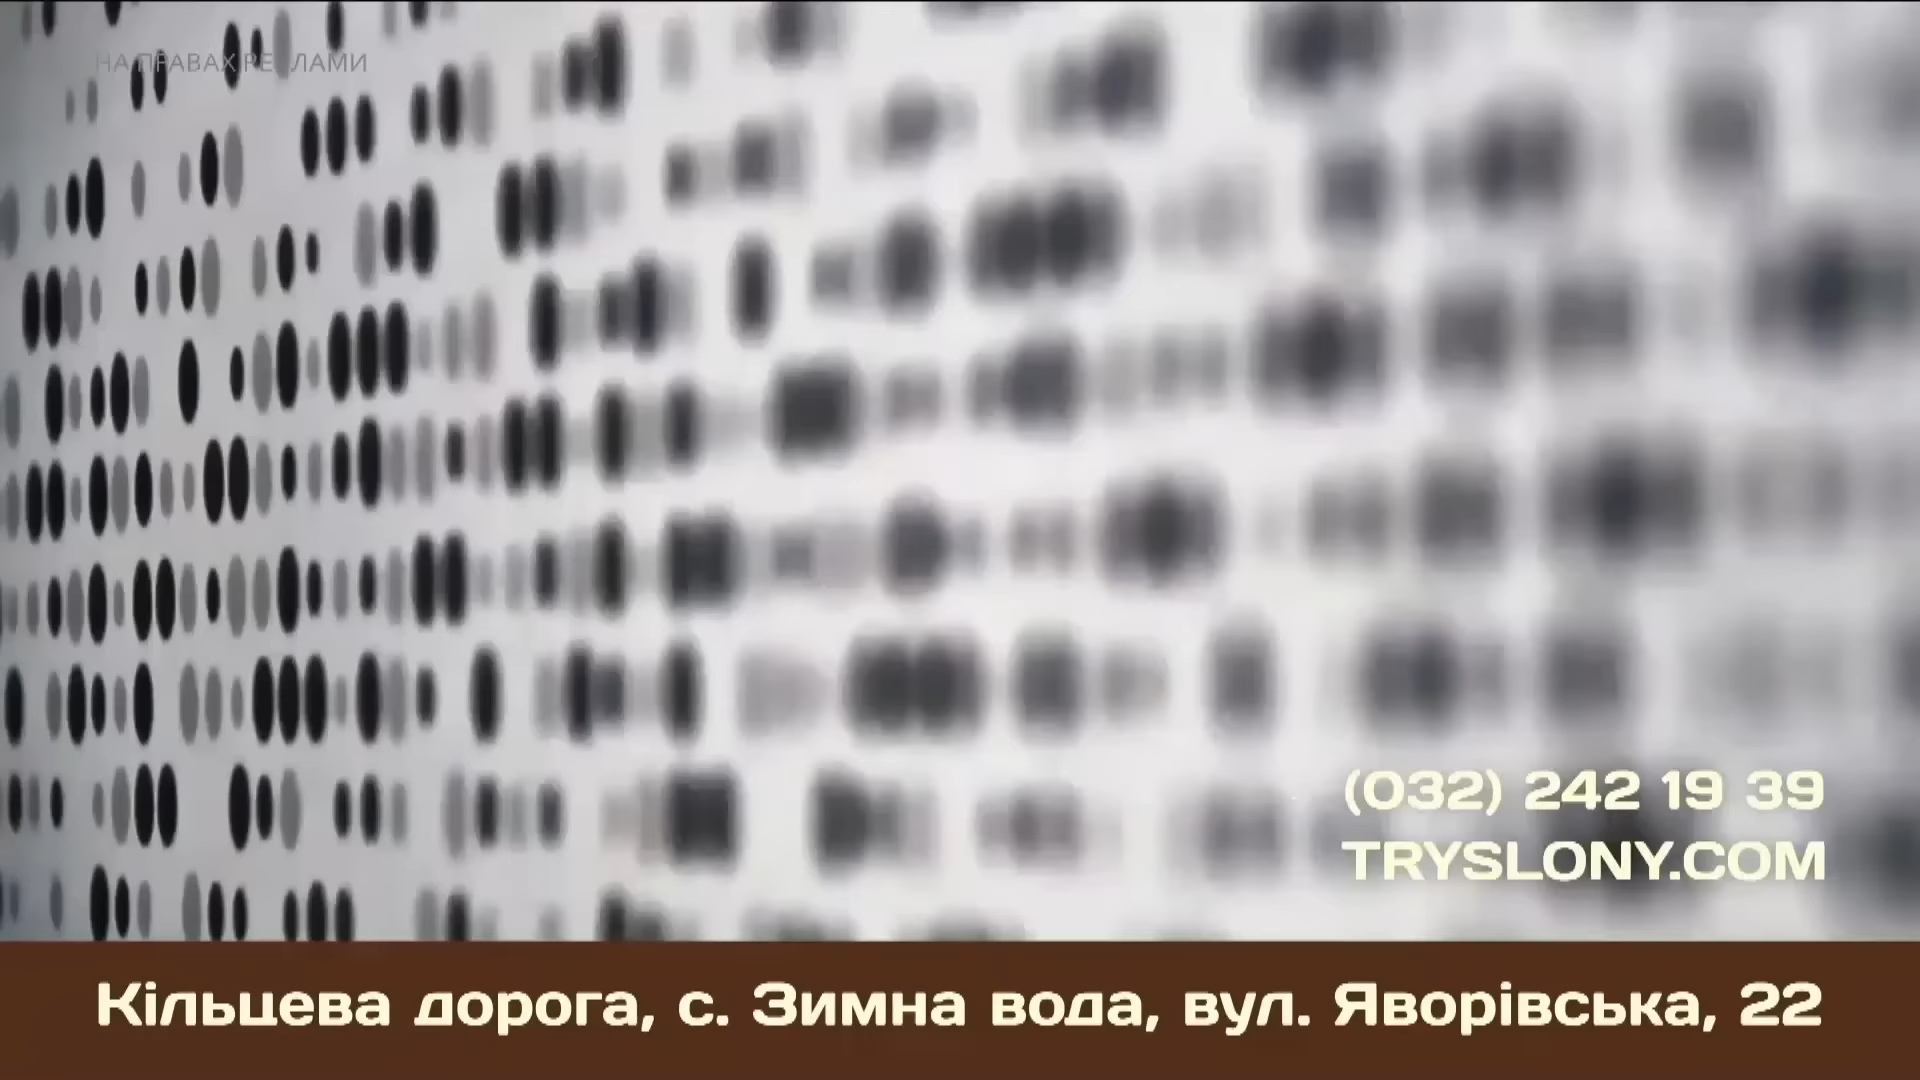 НА ПРАВАХ РЕКЛАМИ
(032) 242 19 39
TRYSLONY.COM
Кільцева дорога, с. Зимна вода, вул. Яворівська, 22